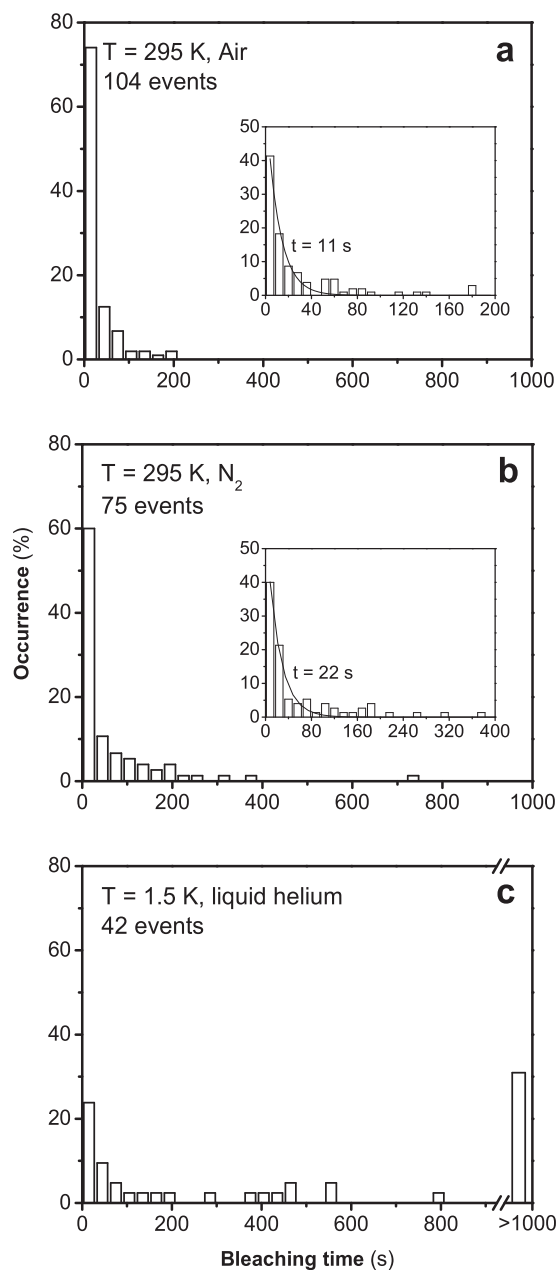 80
60
40
20
0
T = 295 K, Air
104 events
a
50
40
30
20
10
0
t = 11 s
0 40 80 120 160 200
0 200 400 600 800 1000
80
60
40
20
0
T = 295 K, N₂
75 events
b
50
40
30
20
10
0
t = 22 s
0 80 160 240 320 400
0 200 400 600 800 1000
Occurrence (%)
80
60
40
20
0
T = 1.5 K, liquid helium
42 events
c
0 200 400 600 800 >1000
Bleaching time (s)